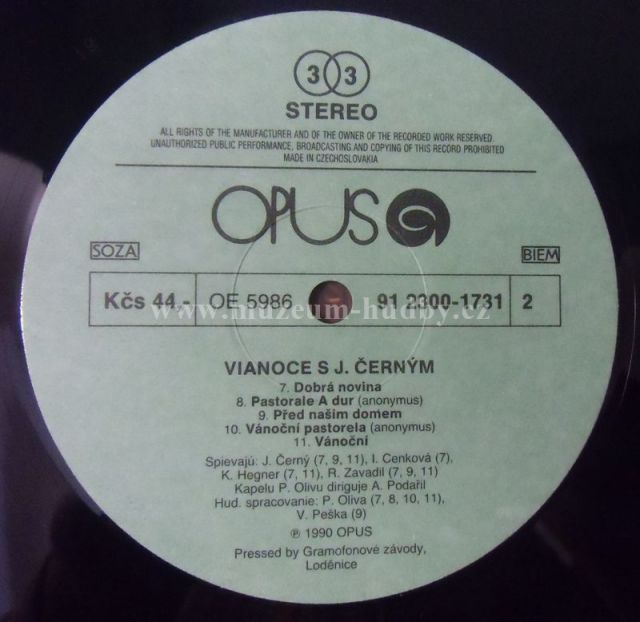 33
STEREO
ALL RIGHTS OF THE MANUFACTURER AND OF THE OWNER OF THE RECORDED WORK RESERVED.
UNAUTHORIZED PUBLIC PERFORMANCE, BROADCASTING AND COPYING OF THIS RECORD PROHIBITED
MADE IN CZECHOSLOVAKIA
OPUS
SOZA
BIEM
Kčs 44,- OE 5986 91 2300-1731 2
www.muzeum-hudby.cz
VIANOCE S J. ČERNÝM
7. Dobrá novina
8. Pastorale A dur (anonymus)
9. Před naším domem
10. Vánoční pastorela (anonymus)
11. Vánoční
Spievajú: J. Černý (7, 9, 11), I. Cenková (7),
K. Hegner (7, 11), R. Zavadil (7, 9, 11)
Kapelu P. Olivu diriguje A. Podařil
Hud. spracovanie: P. Oliva (7, 8, 10, 11),
V. Peška (9)
℗ 1990 OPUS
Pressed by Gramofonové závody,
Loděnice